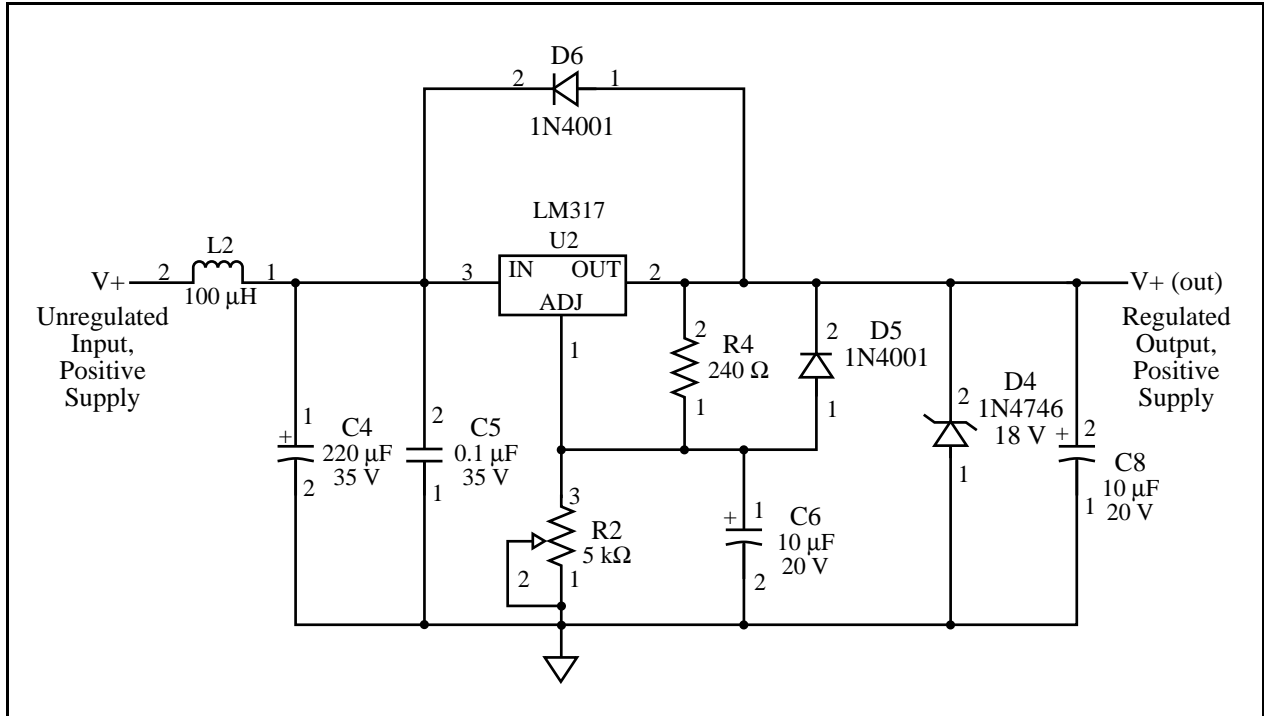 D6
2
1
1N4001
LM317
U2
L2
V+
2
1
3
IN
OUT
2
V+ (out)
100 µH
ADJ
Unregulated
Input,
Positive
Supply
Regulated
Output,
Positive
Supply
1
2
R4
240 Ω
1
2
D5
1N4001
1
2
D4
1N4746
18 V
1
1
+
C4
220 µF
35 V
2
2
C5
0.1 µF
35 V
1
+
2
C8
10 µF
20 V
1
3
R2
5 kΩ
2
1
1
+
C6
10 µF
20 V
2